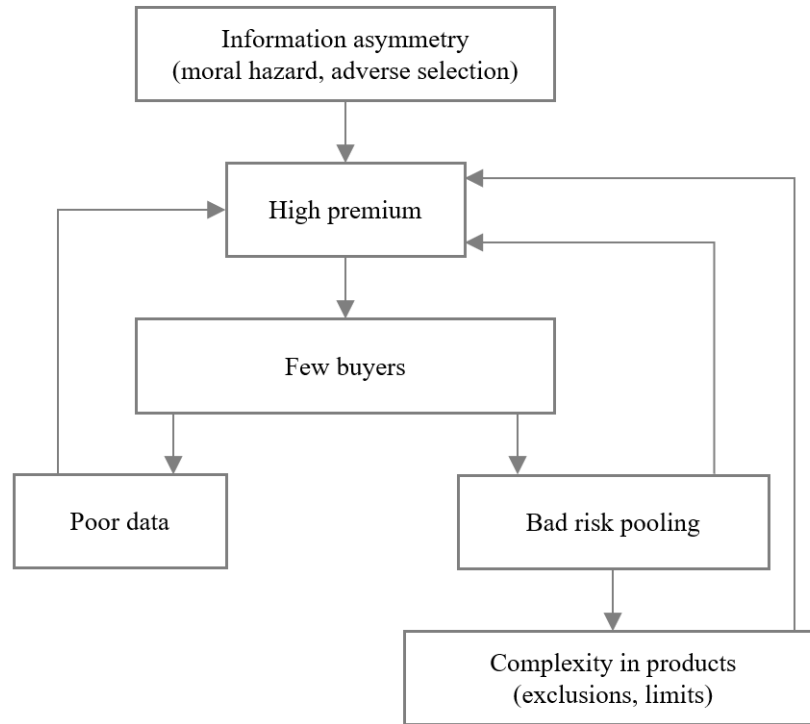 Information asymmetry
(moral hazard, adverse selection)
High premium
Few buyers
Poor data
Bad risk pooling
Complexity in products
(exclusions, limits)